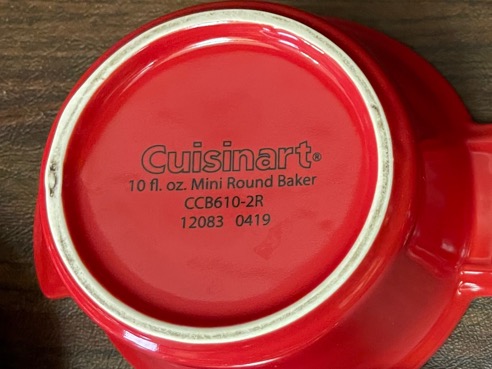 Cuisinart®
10 fl. oz. Mini Round Baker
CCB610-2R
12083 0419